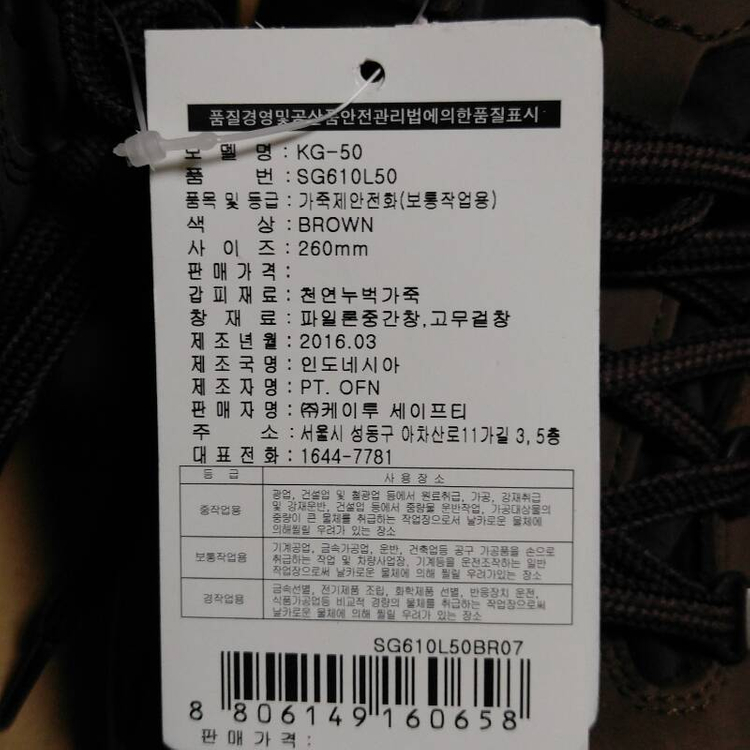 품질경영및공산품안전관리법에의한품질표시
모 델 명 : KG-50
품 번 : SG610L50
품목 및 등급 : 가죽제안전화(보통작업용)
색 상 : BROWN
사 이 즈 : 260mm
판매가격 :
갑피재료 : 천연누벅가죽
창 재 료 : 파일론중간창,고무겉창
제조년월 : 2016.03
제조국명 : 인도네시아
제조자명 : PT. OFN
판매자명 : ㈜케이투 세이프티
주 소 : 서울시 성동구 아차산로11가길 3, 5층
대표전화 : 1644-7781
등 급 사 용 장 소
중작업용 광업, 건설업 및 철광업 등에서 원료취급, 가공, 강재취급
및 강재운반, 건설업 등에서 중량물 운반작업, 가공대상물의
중량이 큰 물체를 취급하는 작업장으로서 날카로운 물체에
의해찔릴 우려가 있는 장소
보통작업용 기계공업, 금속가공업, 운반, 건축업등 공구 가공품을 손으로
취급하는 작업 및 차량사업장, 기계등을 운전조작하는 일반
작업장으로써 날카로운 물체에 의해 찔릴 우려가있는 장소
경작업용 금속선별, 전기제품 조립, 화학제품 선별, 반응장치 운전,
식품가공업등 비교적 경량의 물체를 취급하는 작업장으로써
날카로운 물체에 의해 찔릴 우려가 있는 장소
SG610L50BR07
8 806149 160658
판매가격 :